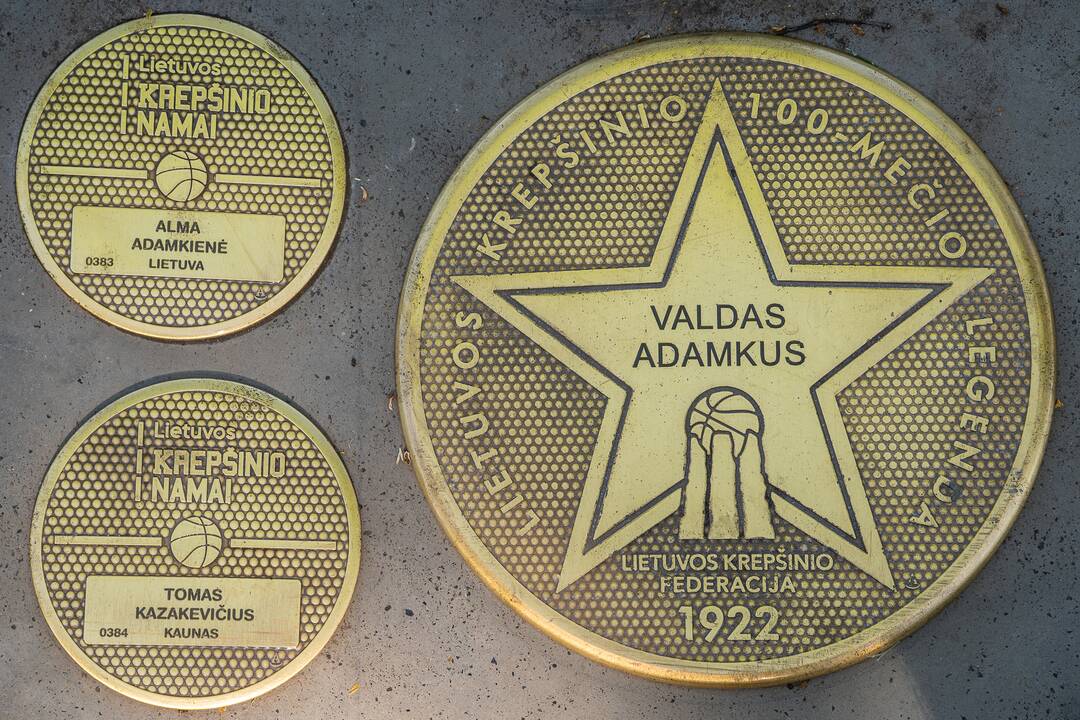 Lietuvos
KREPŠINIO
NAMAI
ALMA
ADAMKIENĖ
0383 LIETUVA
Lietuvos
KREPŠINIO
NAMAI
TOMAS
KAZAKEVIČIUS
0384 KAUNAS
LIETUVOS KREPŠINIO 100-MEČIO LEGENDA
VALDAS
ADAMKUS
LIETUVOS KREPŠINIO
FEDERACIJA
1922